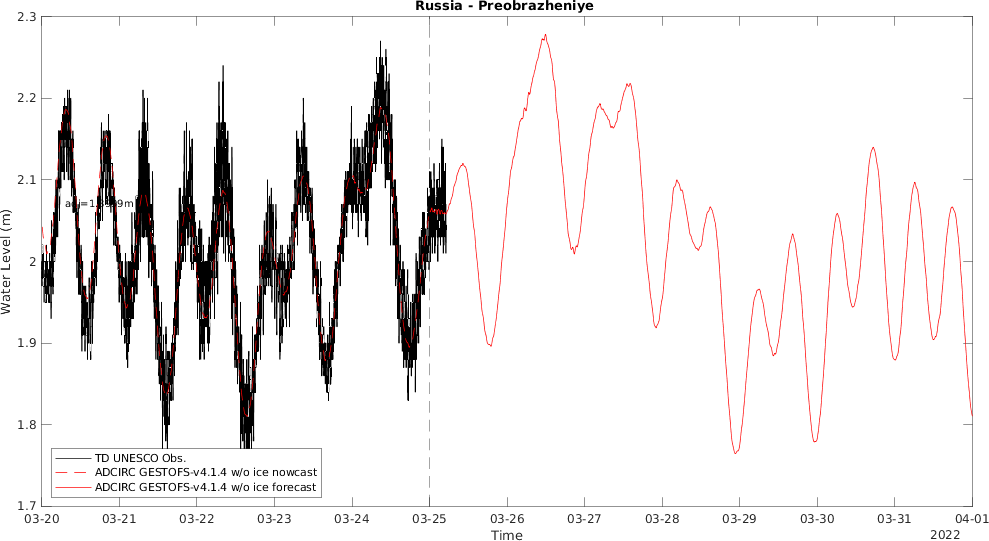 Russia - Preobrazheniye
Water Level (m)
2.3
2.2
2.1
2
1.9
1.8
1.7
TD UNESCO Obs.
ADCIRC GESTOFS-v4.1.4 w/o ice nowcast
ADCIRC GESTOFS-v4.1.4 w/o ice forecast
03-20 03-21 03-22 03-23 03-24 03-25 03-26 03-27 03-28 03-29 03-30 03-31 04-01
Time
2022